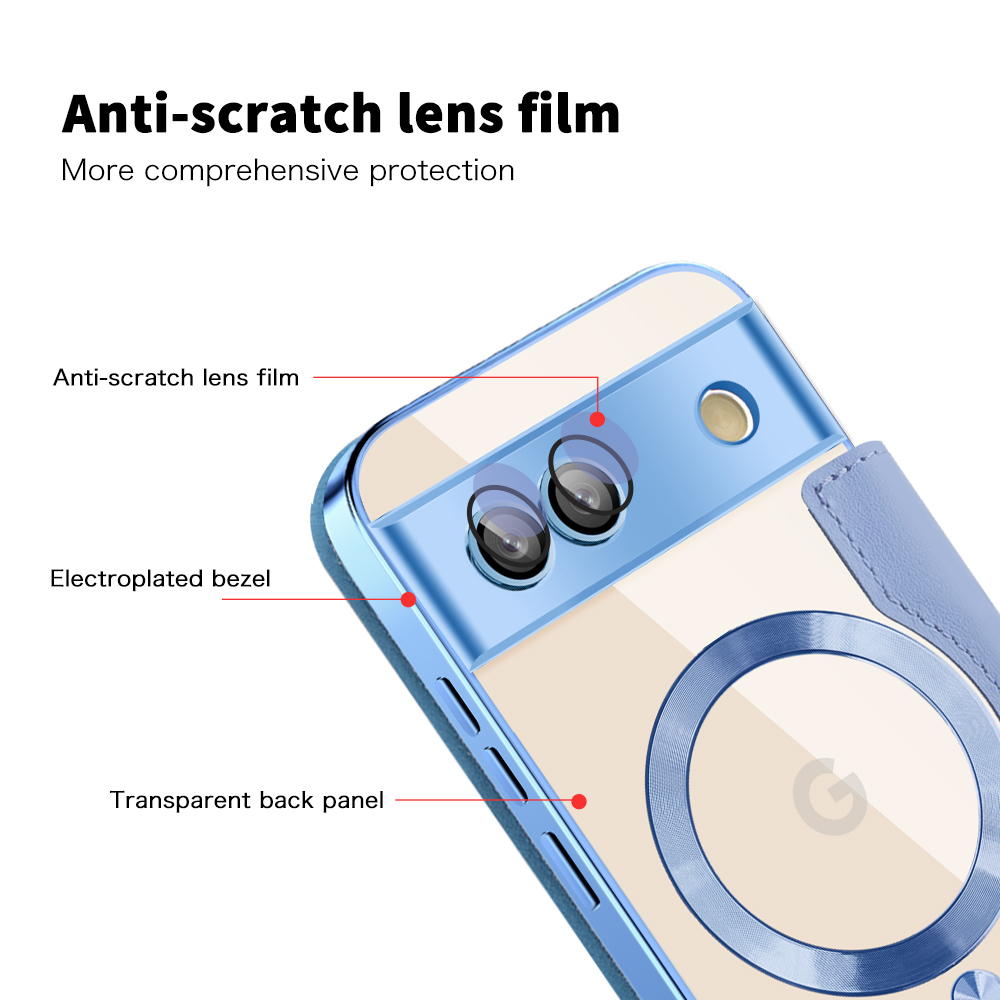 Anti-scratch lens film
More comprehensive protection
Anti-scratch lens film
Electroplated bezel
Transparent back panel
G